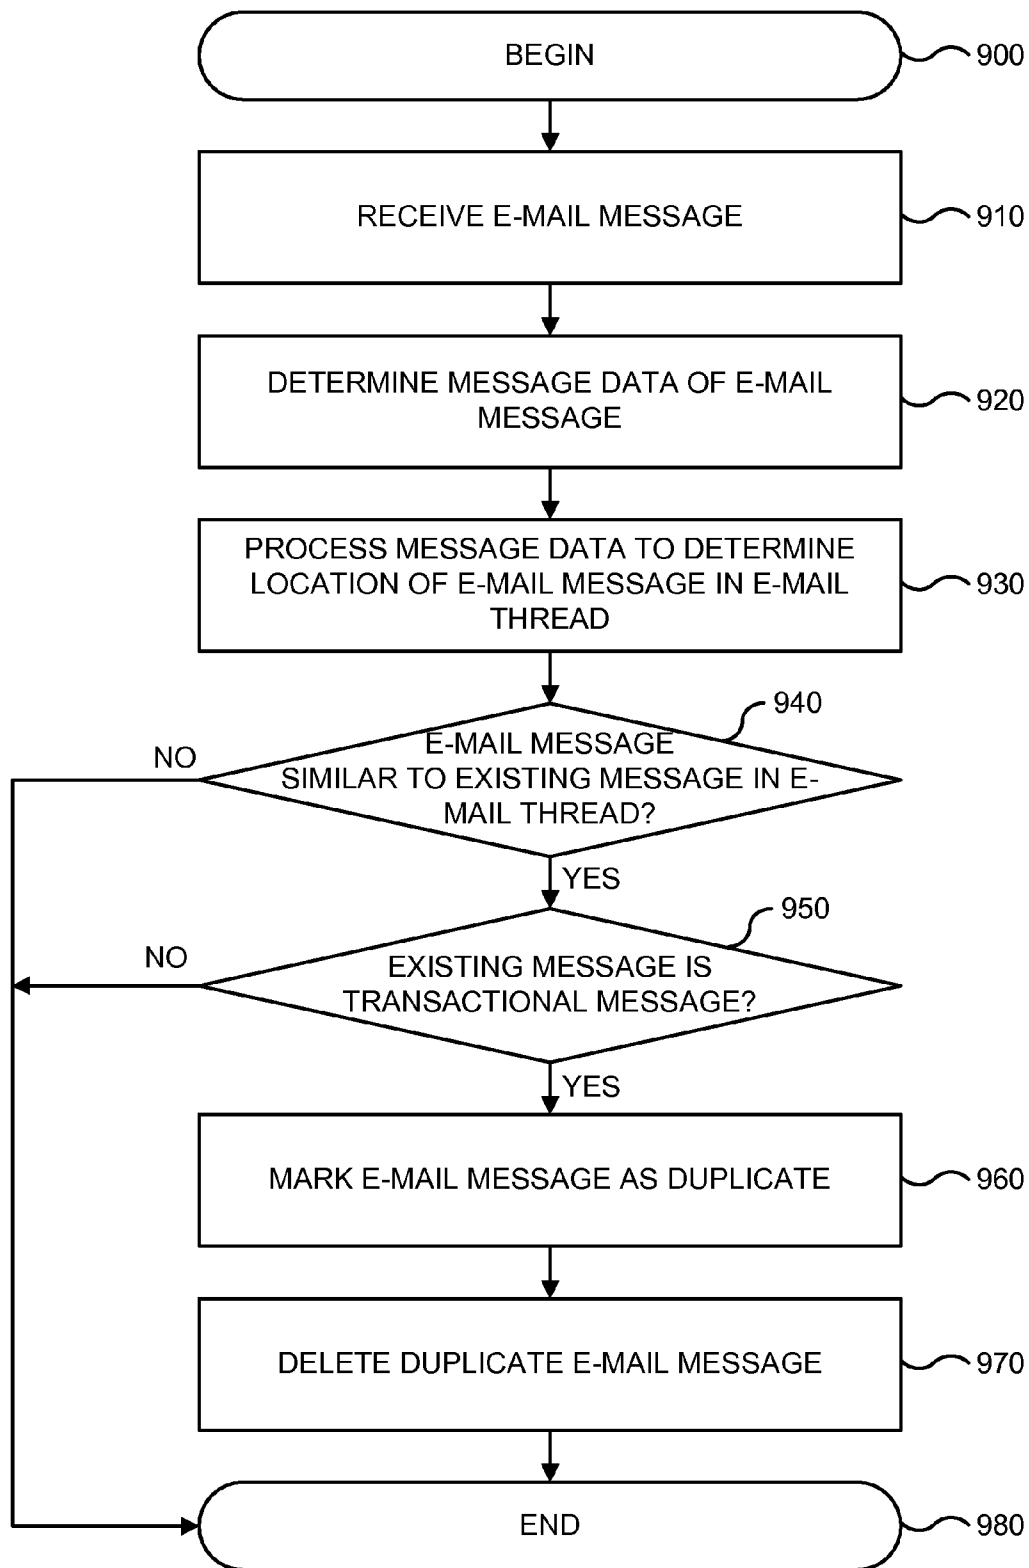 BEGIN
900
RECEIVE E-MAIL MESSAGE
910
DETERMINE MESSAGE DATA OF E-MAIL
MESSAGE
920
PROCESS MESSAGE DATA TO DETERMINE
LOCATION OF E-MAIL MESSAGE IN E-MAIL
THREAD
930
940
NO
E-MAIL MESSAGE
SIMILAR TO EXISTING MESSAGE IN E-
MAIL THREAD?
YES
950
NO
EXISTING MESSAGE IS
TRANSACTIONAL MESSAGE?
YES
MARK E-MAIL MESSAGE AS DUPLICATE
960
DELETE DUPLICATE E-MAIL MESSAGE
970
END
980